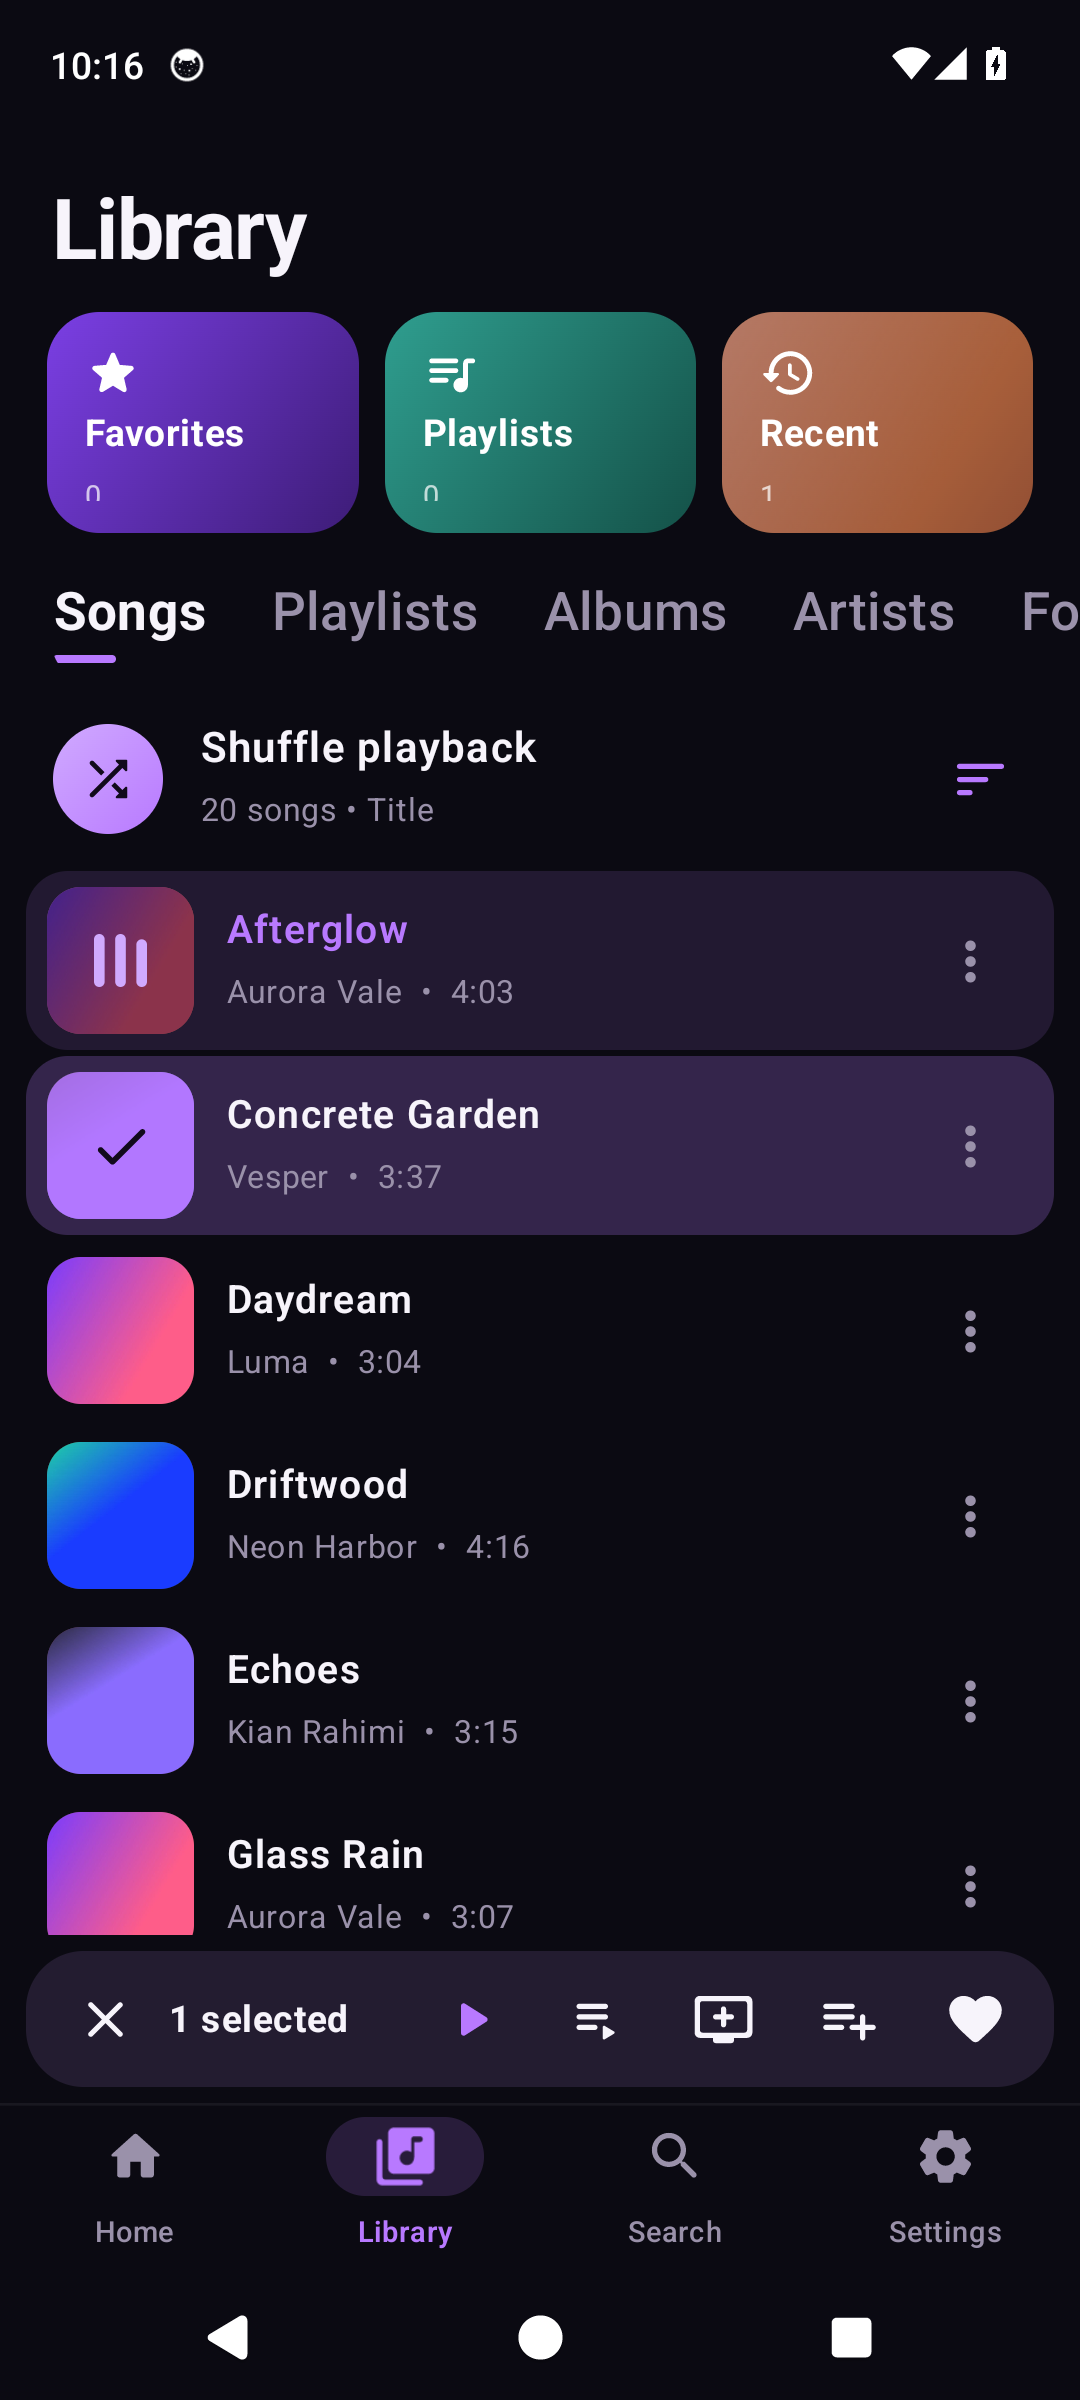 10:16
Library
Favorites
Playlists
Recent
0
0
1
Songs Playlists Albums Artists Fo
Shuffle playback
20 songs • Title
Afterglow
Aurora Vale • 4:03
Concrete Garden
Vesper • 3:37
Daydream
Luma • 3:04
Driftwood
Neon Harbor • 4:16
Echoes
Kian Rahimi • 3:15
Glass Rain
Aurora Vale • 3:07
1 selected
Home Library Search Settings